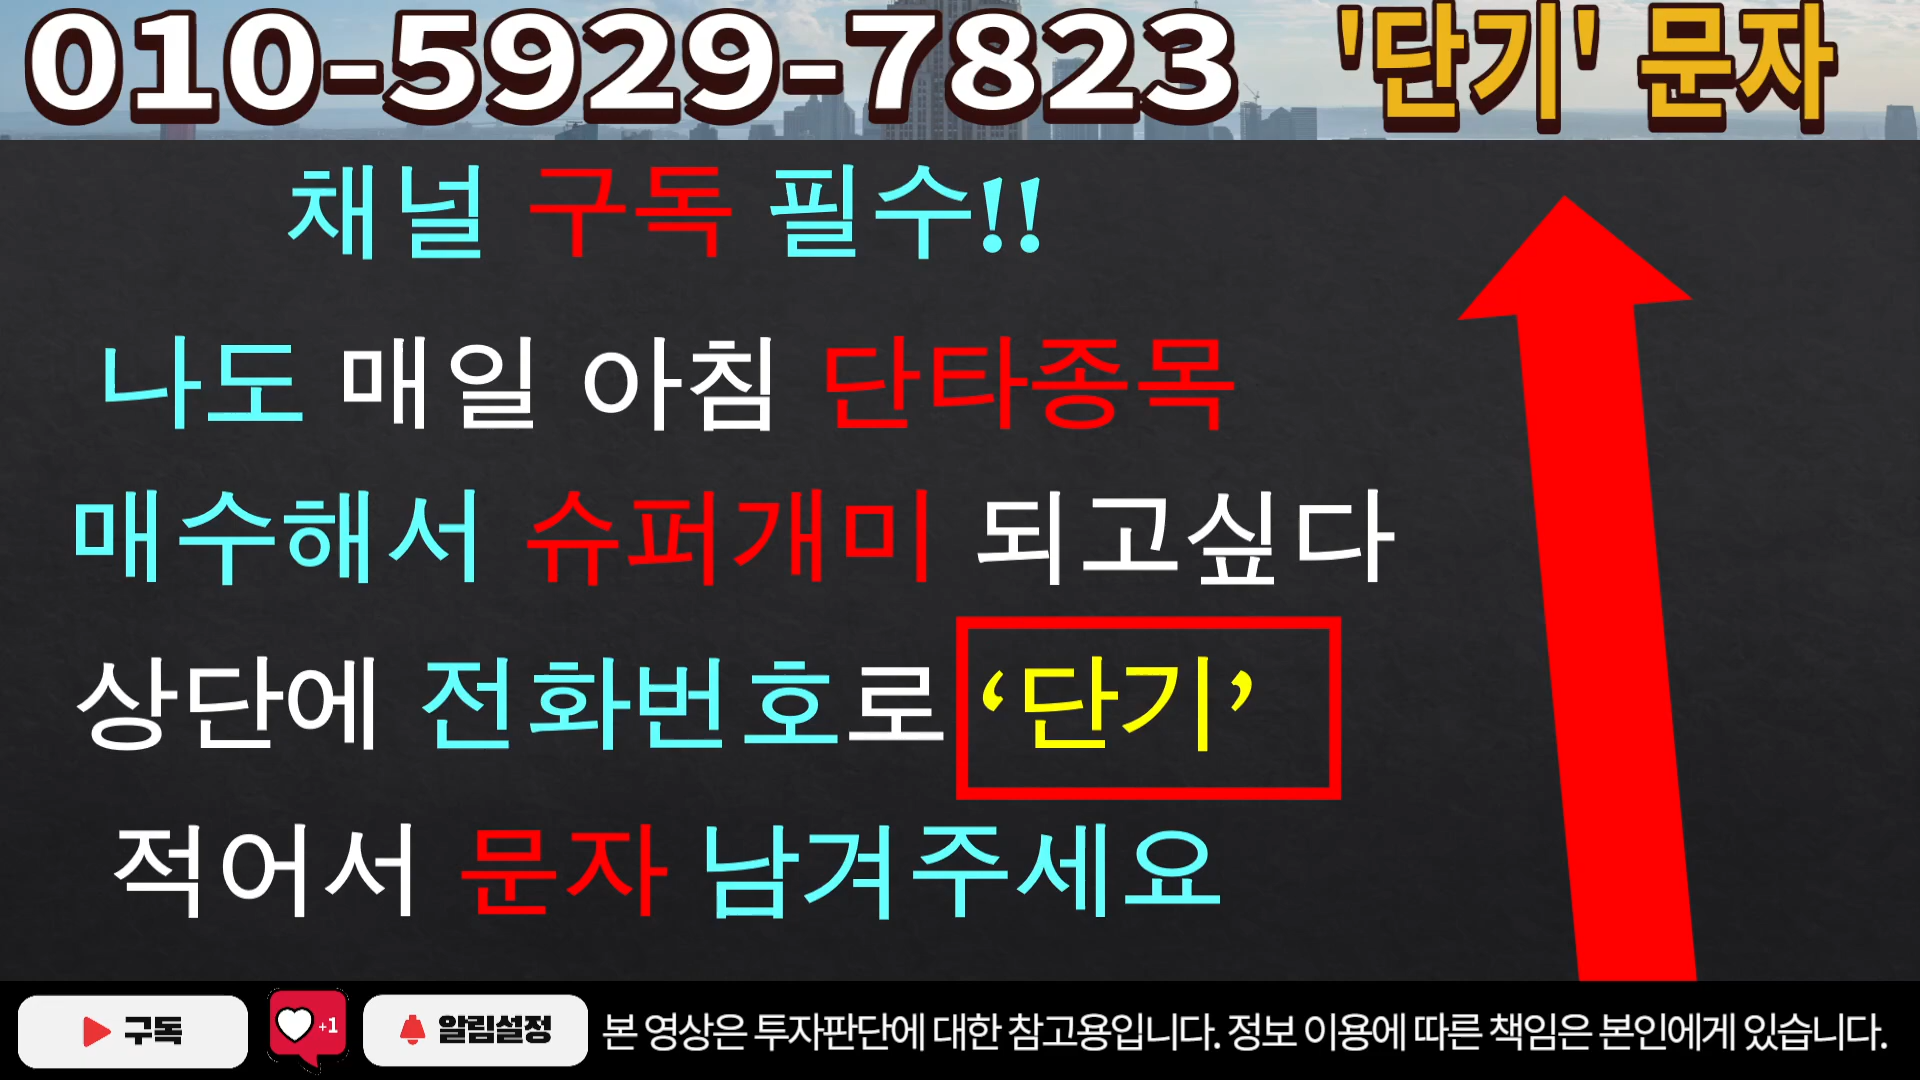 010-5929-7823 '단기' 문자
채널 구독 필수!!
나도 매일 아침 단타종목
매수해서 슈퍼개미 되고싶다
상단에 전화번호로 ‘단기’
적어서 문자 남겨주세요
구독 +1 알림설정 본 영상은 투자판단에 대한 참고용입니다. 정보 이용에 따른 책임은 본인에게 있습니다.